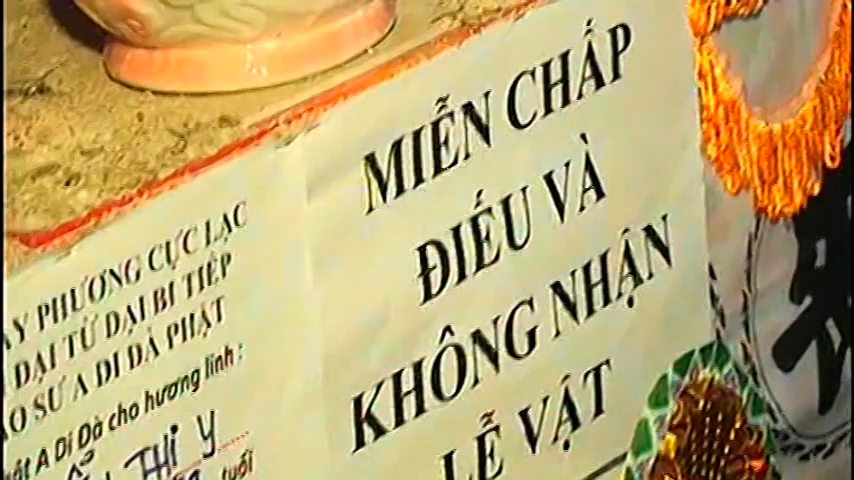 PHƯƠNG CỰC LẠC
ĐẠI TỪ ĐẠI BI TIẾP
SƯ A DI ĐÀ PHẬT
A Di Đà cho hương linh:
THỊ Y
tuổi
MIỄN CHẤP
ĐIẾU VÀ
KHÔNG NHẬN
LỄ VẬT